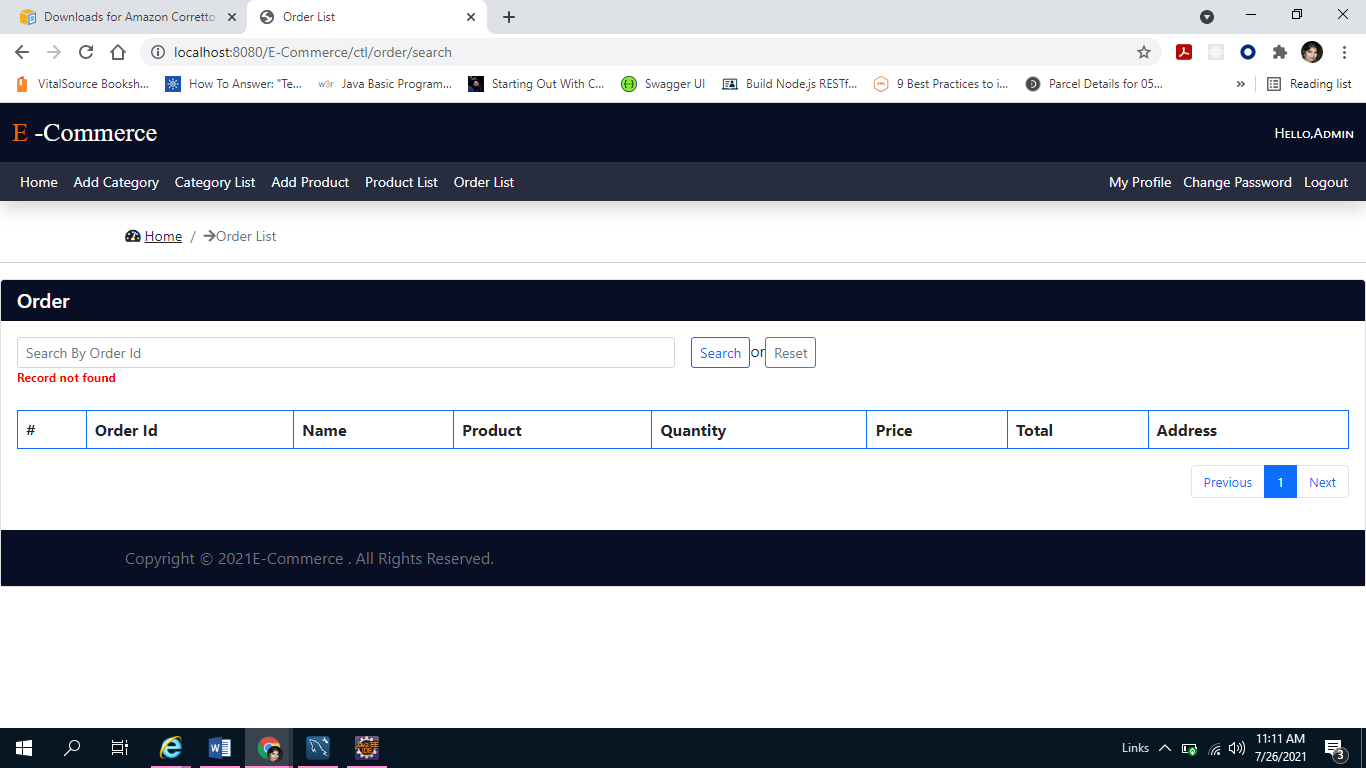 Downloads for Amazon Corretto
Order List
localhost:8080/E-Commerce/ctl/order/search
VitalSource Booksh...
How To Answer: "Te...
w3r Java Basic Program...
Starting Out With C...
Swagger UI
Build Node.js RESTf...
9 Best Practices to i...
Parcel Details for 05...
»
Reading list
E -Commerce
Hello,Admin
Home Add Category Category List Add Product Product List Order List
My Profile Change Password Logout
Home / Order List
Order
Search By Order Id
Search or Reset
Record not found
# Order Id Name Product Quantity Price Total Address
Previous 1 Next
Copyright © 2021E-Commerce . All Rights Reserved.
Links
11:11 AM
7/26/2021
3